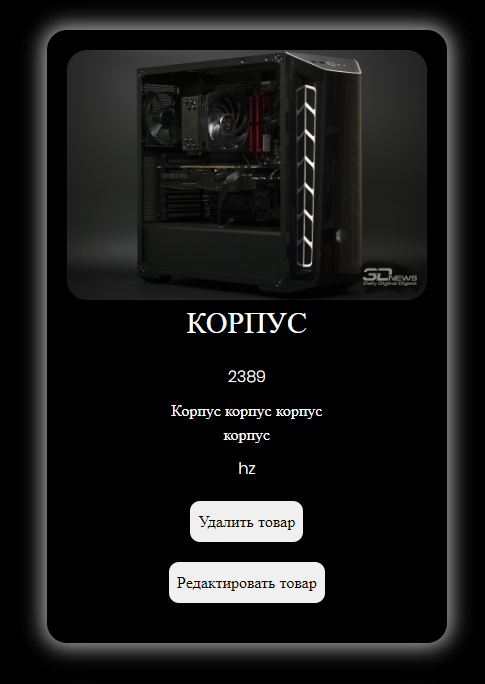 3DNEWS
Daily Digital Digest
КОРПУС
2389
Корпус корпус корпус
корпус
hz
Удалить товар
Редактировать товар